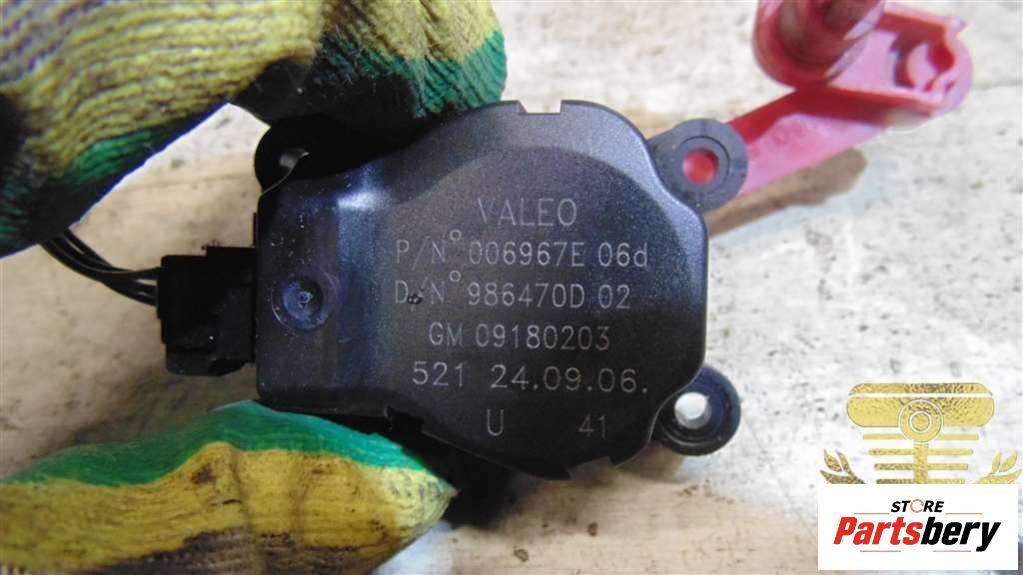 VALEO
P/N° 006967E 06d
D/N° 986470D 02
GM 09180203
521 24.09.06.
U 41
STORE
Partsbery